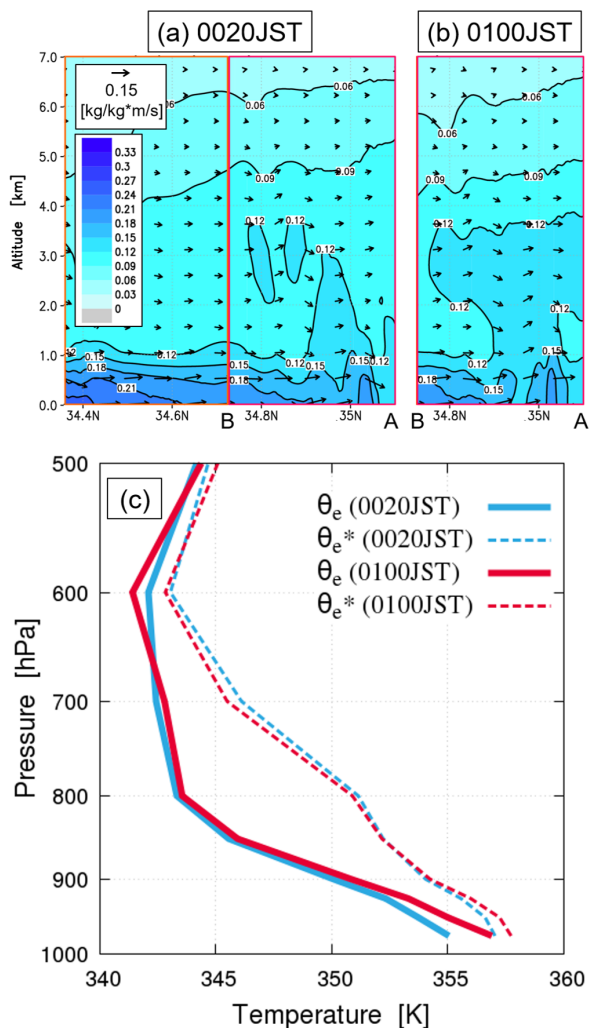 (a) 0020JST (b) 0100JST
7.0
6.0
5.0
4.0
3.0
2.0
1.0
0.0
Altitude [km]
0.15
[kg/kg*m/s]
0.33
0.3
0.27
0.24
0.21
0.18
0.15
0.12
0.09
0.06
0.03
0
0.06 0.06 0.06 0.06
0.09 0.09 0.09 0.09
0.12 0.12 0.12 0.12 0.12
0.12 0.12
0.12 0.12 0.12 0.12 0.12
0.15 0.15 0.15 0.15
0.18 0.18 0.18 0.15
0.21
34.4N 34.6N B 34.8N 35N A B 34.8N 35N A
(c)
θe (0020JST)
θe* (0020JST)
θe (0100JST)
θe* (0100JST)
500
600
700
800
900
1000
Pressure [hPa]
340 345 350 355 360
Temperature [K]